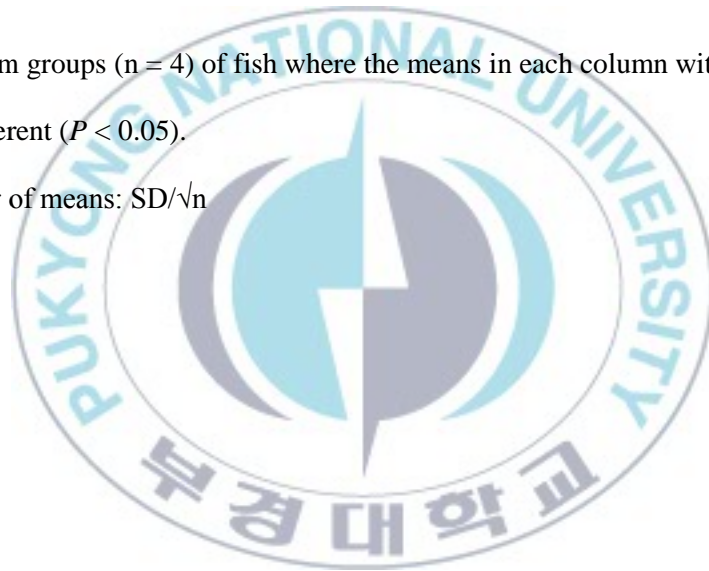 m groups (n = 4) of fish where the means in each column wit
erent (P < 0.05).
of means: SD/√n
PUKYONG NATIONAL UNIVERSITY
부경대학교